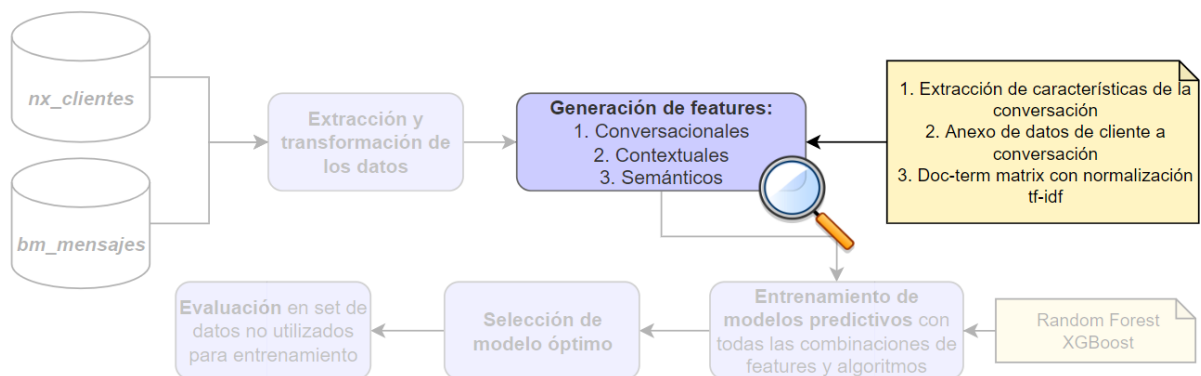 nx_clientes
bm_mensajes
Extracción y
transformación de
los datos
Generación de features:
1. Conversacionales
2. Contextuales
3. Semánticos
1. Extracción de características de la
conversación
2. Anexo de datos de cliente a
conversación
3. Doc-term matrix con normalización
tf-idf
Evaluación en set de
datos no utilizados
para entrenamiento
Selección de
modelo óptimo
Entrenamiento de
modelos predictivos con
todas las combinaciones de
features y algoritmos
Random Forest
XGBoost